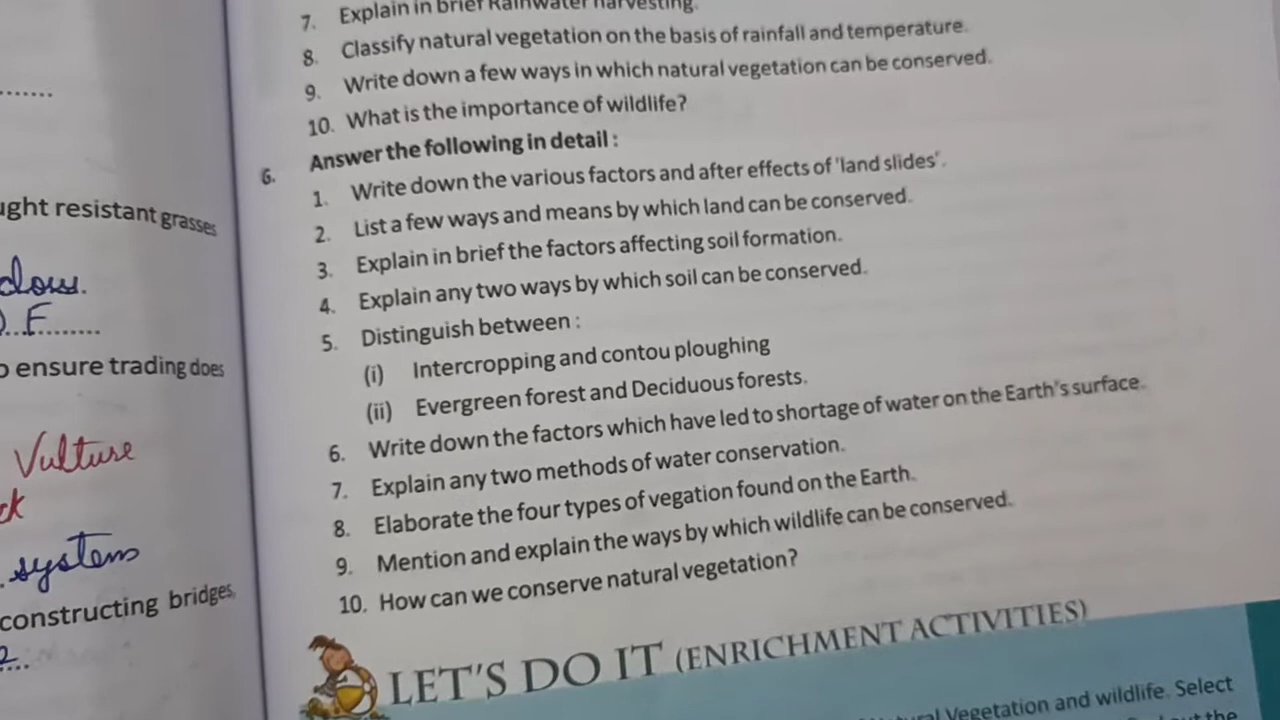 ..........
ught resistant grasses
dow.
F..........
ensure trading does
Vulture
ck
system
constructing bridges,
7. Explain in brief Rainwater harvesting.
8. Classify natural vegetation on the basis of rainfall and temperature.
9. Write down a few ways in which natural vegetation can be conserved.
10. What is the importance of wildlife?
6. Answer the following in detail :
1. Write down the various factors and after effects of 'land slides'.
2. List a few ways and means by which land can be conserved.
3. Explain in brief the factors affecting soil formation.
4. Explain any two ways by which soil can be conserved.
5. Distinguish between :
(i) Intercropping and contou ploughing
(ii) Evergreen forest and Deciduous forests.
6. Write down the factors which have led to shortage of water on the Earth's surface.
7. Explain any two methods of water conservation.
8. Elaborate the four types of vegation found on the Earth.
9. Mention and explain the ways by which wildlife can be conserved.
10. How can we conserve natural vegetation?
LET'S DO IT (ENRICHMENT ACTIVITIES)
Vegetation and wildlife. Select
the